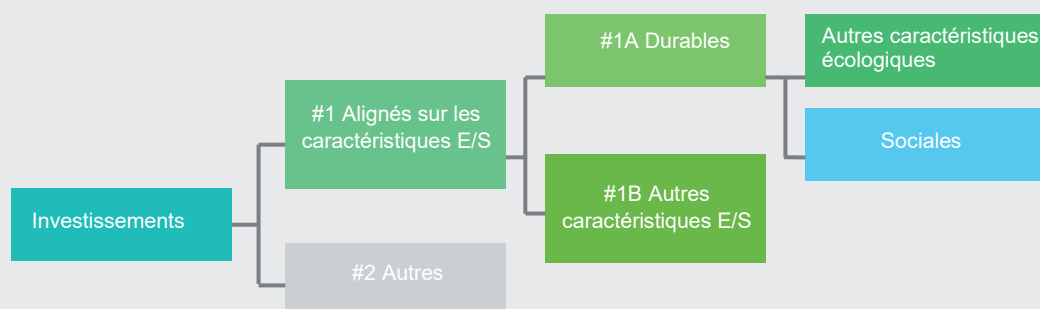 #1A Durables
Autres caractéristiques
écologiques
#1 Alignés sur les
caractéristiques E/S
Sociales
#1B Autres
caractéristiques E/S
Investissements
#2 Autres